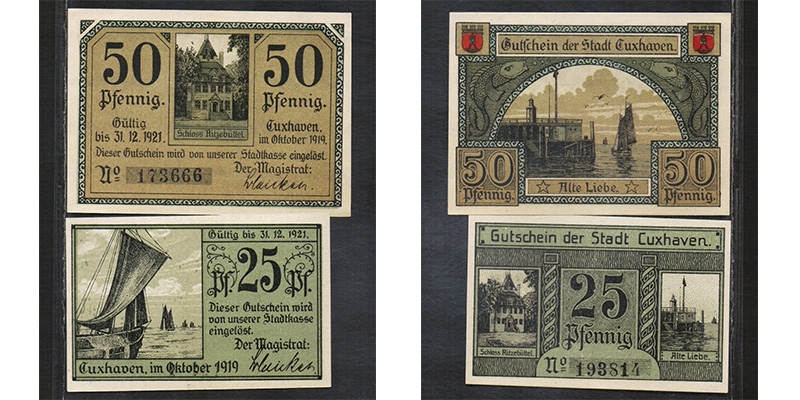 50 50
Pfennig. Pfennig.
Gültig
bis 31. 12. 1921.
Schloss Ritzebüttel.
Cuxhaven,
im Oktober 1919.
Dieser Gutschein wird von unserer Stadtkasse eingelöst.
Der Magistrat:
No 173666
Gültig bis 31. 12. 1921.
Pf. 25 Pf.
Dieser Gutschein wird
von unserer Stadtkasse
eingelöst.
Der Magistrat:
Cuxhaven, im Oktober 1919
Gutschein der Stadt Cuxhaven.
50 50
Pfennig. Alte Liebe. Pfennig.
Gutschein der Stadt Cuxhaven.
25
Pfennig
Schloss Ritzebüttel.
Alte Liebe.
No 193814